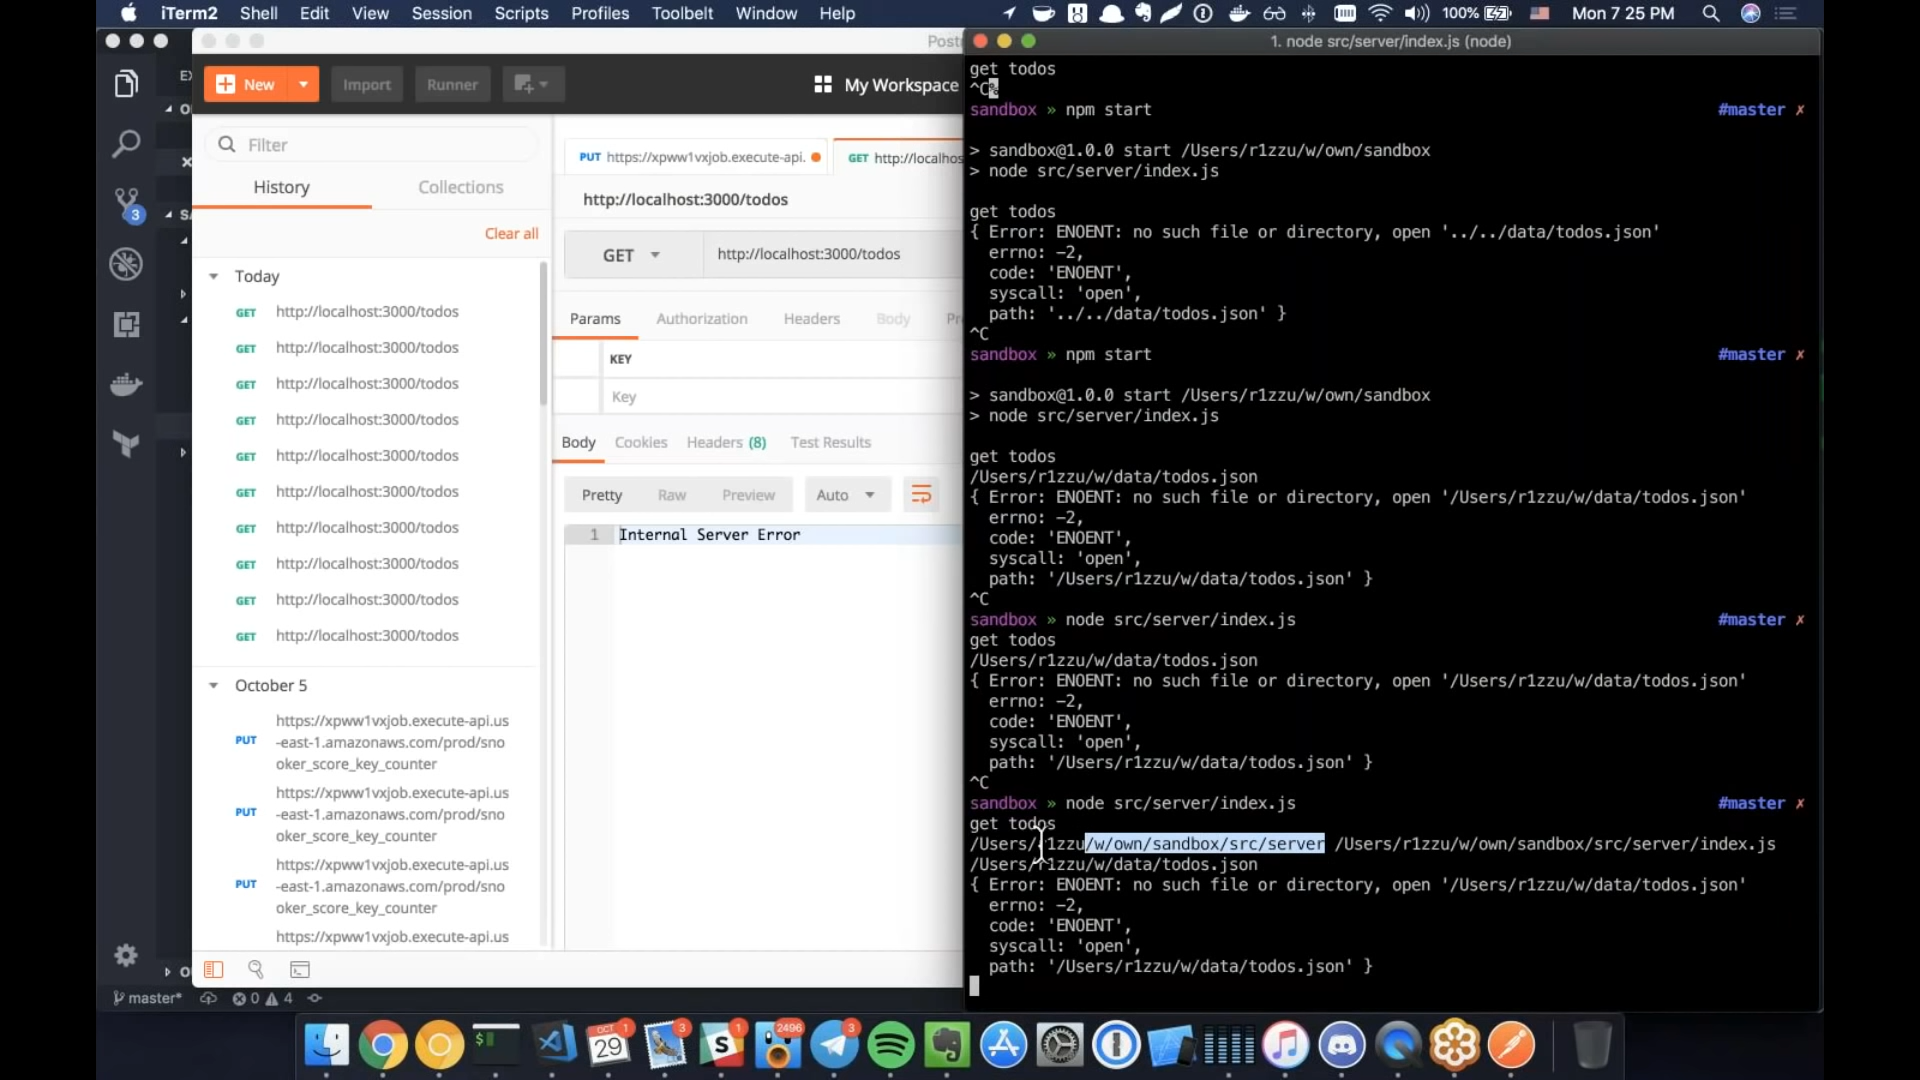 iTerm2 Shell Edit View Session Scripts Profiles Toolbelt Window Help 100% Mon 7 25 PM
Postm
1. node src/server/index.js (node)
New Import Runner My Workspace
Filter
History Collections
Clear all
Today
GET http://localhost:3000/todos
GET http://localhost:3000/todos
GET http://localhost:3000/todos
GET http://localhost:3000/todos
GET http://localhost:3000/todos
GET http://localhost:3000/todos
GET http://localhost:3000/todos
GET http://localhost:3000/todos
GET http://localhost:3000/todos
GET http://localhost:3000/todos
October 5
PUT https://xpww1vxjob.execute-api.us
-east-1.amazonaws.com/prod/sno
oker_score_key_counter
PUT https://xpww1vxjob.execute-api.us
-east-1.amazonaws.com/prod/sno
oker_score_key_counter
PUT https://xpww1vxjob.execute-api.us
-east-1.amazonaws.com/prod/sno
oker_score_key_counter
https://xpww1vxjob.execute-api.us
PUT https://xpww1vxjob.execute-api. GET http://localhos
http://localhost:3000/todos
GET http://localhost:3000/todos
Params Authorization Headers Body Pr
KEY
Key
Body Cookies Headers (8) Test Results
Pretty Raw Preview Auto
1 Internal Server Error
get todos
^C%
sandbox » npm start #master ✗
> sandbox@1.0.0 start /Users/r1zzu/w/own/sandbox
> node src/server/index.js
get todos
{ Error: ENOENT: no such file or directory, open '../../data/todos.json'
errno: -2,
code: 'ENOENT',
syscall: 'open',
path: '../../data/todos.json' }
^C
sandbox » npm start #master ✗
> sandbox@1.0.0 start /Users/r1zzu/w/own/sandbox
> node src/server/index.js
get todos
/Users/r1zzu/w/data/todos.json
{ Error: ENOENT: no such file or directory, open '/Users/r1zzu/w/data/todos.json'
errno: -2,
code: 'ENOENT',
syscall: 'open',
path: '/Users/r1zzu/w/data/todos.json' }
^C
sandbox » node src/server/index.js #master ✗
get todos
/Users/r1zzu/w/data/todos.json
{ Error: ENOENT: no such file or directory, open '/Users/r1zzu/w/data/todos.json'
errno: -2,
code: 'ENOENT',
syscall: 'open',
path: '/Users/r1zzu/w/data/todos.json' }
^C
sandbox » node src/server/index.js #master ✗
get todos
/Users/r1zzu/w/own/sandbox/src/server /Users/r1zzu/w/own/sandbox/src/server/index.js
/Users/r1zzu/w/data/todos.json
{ Error: ENOENT: no such file or directory, open '/Users/r1zzu/w/data/todos.json'
errno: -2,
code: 'ENOENT',
syscall: 'open',
path: '/Users/r1zzu/w/data/todos.json' }
3
master* 0 4
OCT 29 1 3 1 2496 3